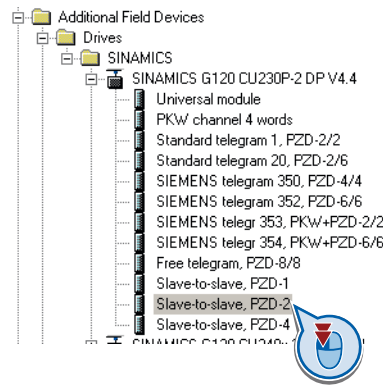 Additional Field Devices
Drives
SINAMICS
SINAMICS G120 CU230P-2 DP V4.4
Universal module
PKW channel 4 words
Standard telegram 1, PZD-2/2
Standard telegram 20, PZD-2/6
SIEMENS telegram 350, PZD-4/4
SIEMENS telegram 352, PZD-6/6
SIEMENS telegr 353, PKW+PZD-2/2
SIEMENS telegr 354, PKW+PZD-6/6
Free telegram, PZD-8/8
Slave-to-slave, PZD-1
Slave-to-slave, PZD-2
Slave-to-slave, PZD-4
SINAMICS G120